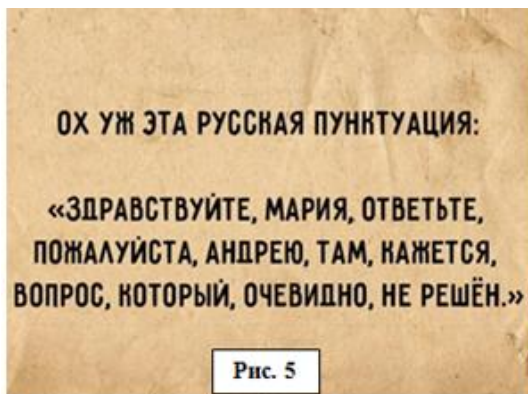 ОХ УЖ ЭТА РУССКАЯ ПУНКТУАЦИЯ:
«ЗДРАВСТВУЙТЕ, МАРИЯ, ОТВЕТЬТЕ,
ПОЖАЛУЙСТА, АНДРЕЮ, ТАМ, КАЖЕТСЯ,
ВОПРОС, КОТОРЫЙ, ОЧЕВИДНО, НЕ РЕШЁН.»
Рис. 5